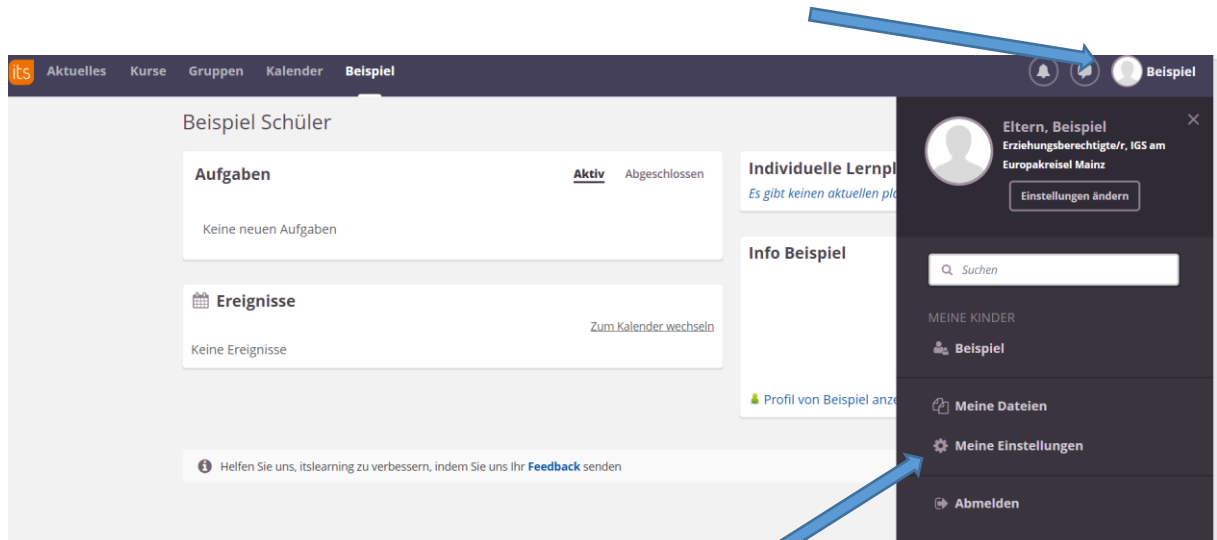 its Aktuelles Kurse Gruppen Kalender Beispiel Beispiel
Beispiel Schüler
Aufgaben Aktiv Abgeschlossen
Keine neuen Aufgaben
Ereignisse
Zum Kalender wechseln
Keine Ereignisse
Individuelle Lernpl
Es gibt keinen aktuellen pla
Info Beispiel
Profil von Beispiel anze
Helfen Sie uns, itslearning zu verbessern, indem Sie uns Ihr Feedback senden
Eltern, Beispiel
Erziehungsberechtigte/r, IGS am
Europakreisel Mainz
Einstellungen ändern
Suchen
MEINE KINDER
Beispiel
Meine Dateien
Meine Einstellungen
Abmelden